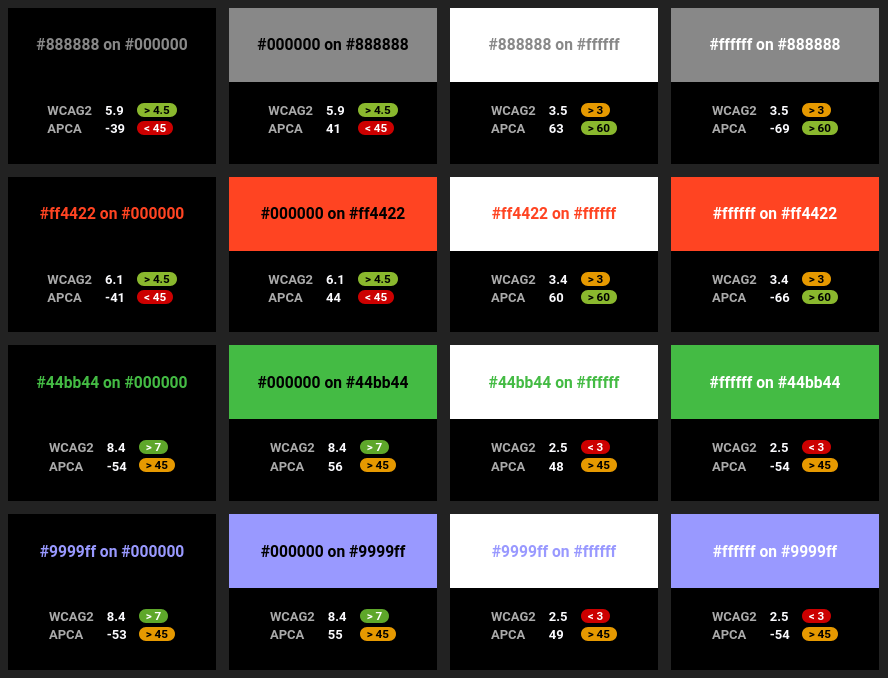 #888888 on #000000
WCAG2 5.9 > 4.5
APCA -39 < 45
#000000 on #888888
WCAG2 5.9 > 4.5
APCA 41 < 45
#888888 on #ffffff
WCAG2 3.5 > 3
APCA 63 > 60
#ffffff on #888888
WCAG2 3.5 > 3
APCA -69 > 60
#ff4422 on #000000
WCAG2 6.1 > 4.5
APCA -41 < 45
#000000 on #ff4422
WCAG2 6.1 > 4.5
APCA 44 < 45
#ff4422 on #ffffff
WCAG2 3.4 > 3
APCA 60 > 60
#ffffff on #ff4422
WCAG2 3.4 > 3
APCA -66 > 60
#44bb44 on #000000
WCAG2 8.4 > 7
APCA -54 > 45
#000000 on #44bb44
WCAG2 8.4 > 7
APCA 56 > 45
#44bb44 on #ffffff
WCAG2 2.5 < 3
APCA 48 > 45
#ffffff on #44bb44
WCAG2 2.5 < 3
APCA -54 > 45
#9999ff on #000000
WCAG2 8.4 > 7
APCA -53 > 45
#000000 on #9999ff
WCAG2 8.4 > 7
APCA 55 > 45
#9999ff on #ffffff
WCAG2 2.5 < 3
APCA 49 > 45
#ffffff on #9999ff
WCAG2 2.5 < 3
APCA -54 > 45